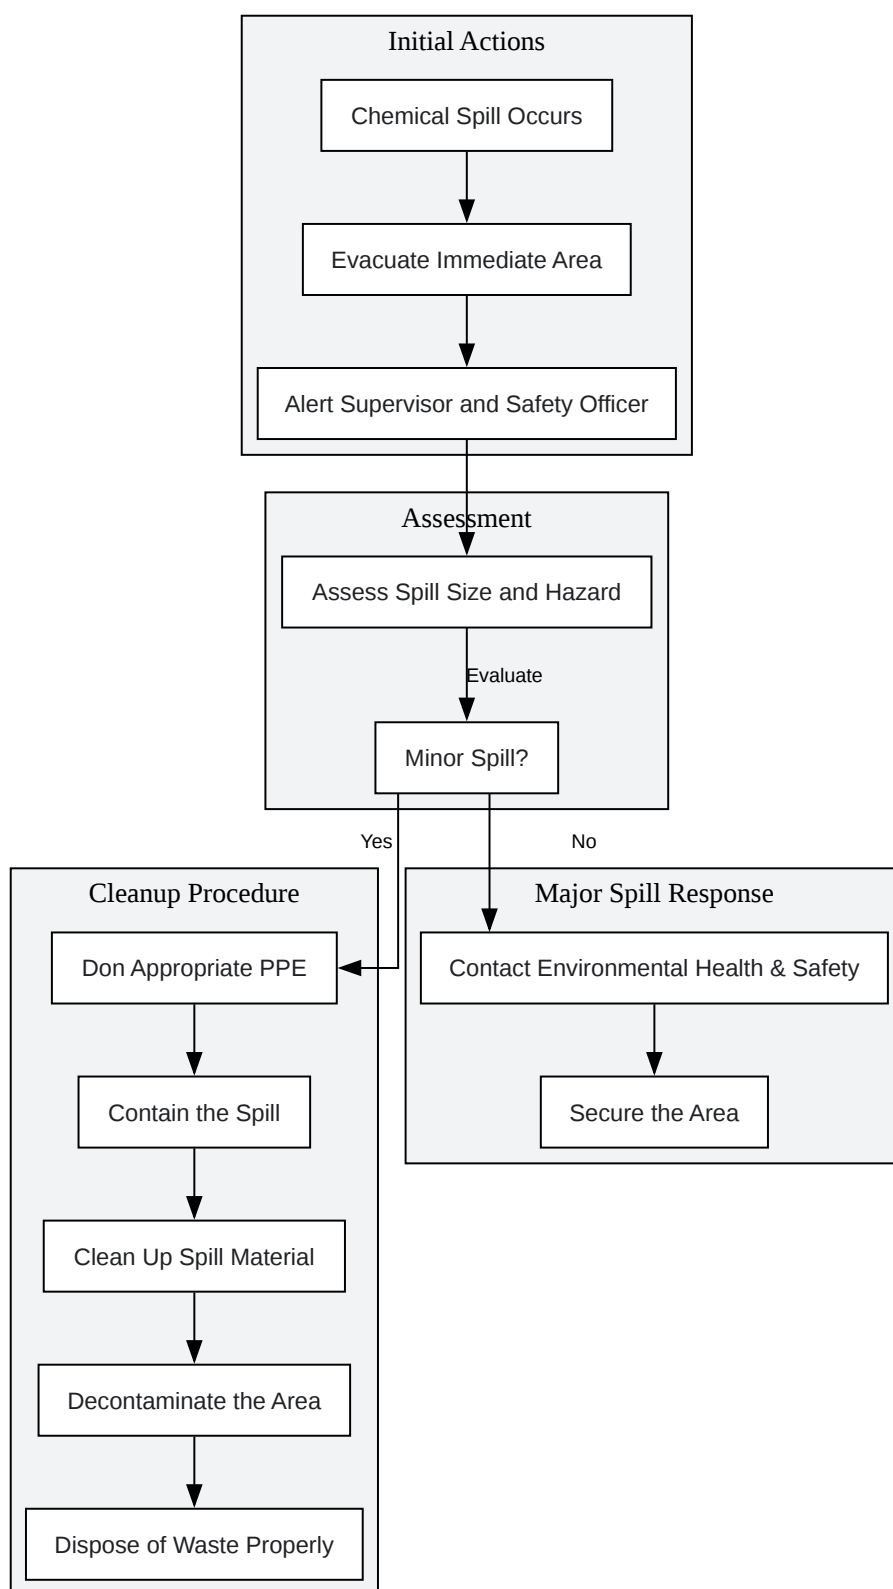 Initial Actions
Chemical Spill Occurs
Evacuate Immediate Area
Alert Supervisor and Safety Officer
Assessment
Assess Spill Size and Hazard
Evaluate
Minor Spill?
Yes
No
Cleanup Procedure
Don Appropriate PPE
Contain the Spill
Clean Up Spill Material
Decontaminate the Area
Dispose of Waste Properly
Major Spill Response
Contact Environmental Health & Safety
Secure the Area